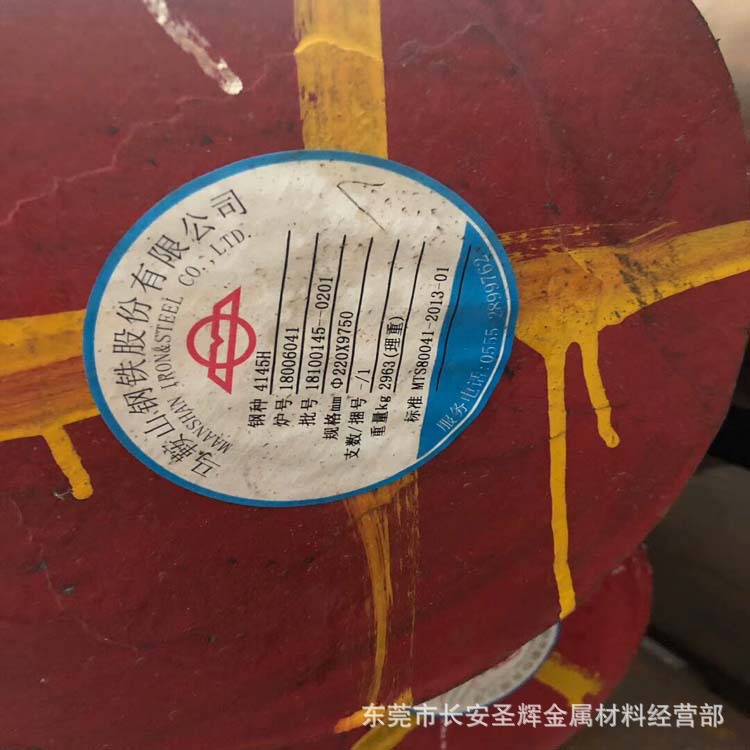 马鞍山钢铁股份有限公司
MAANSHAN IRON&STEEL CO., LTD.
钢种 4145H
炉号 18006041
批号 18100145--0201
规格mm Φ220X9750
支数/捆号 -/1
重量kg 2963(理重)
标准 MTS80041-2013-01
服务电话:0555-2899762
东莞市长安圣辉金属材料经营部